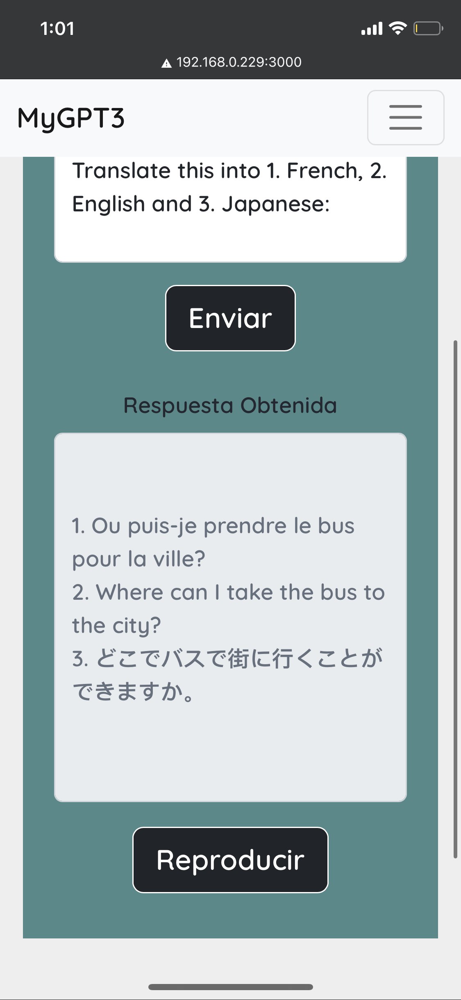 1:01
192.168.0.229:3000
MyGPT3
Translate this into 1. French, 2.
English and 3. Japanese:
Enviar
Respuesta Obtenida
1. Ou puis-je prendre le bus
pour la ville?
2. Where can I take the bus to
the city?
3. どこでバスで街に行くことが
できますか。
Reproducir